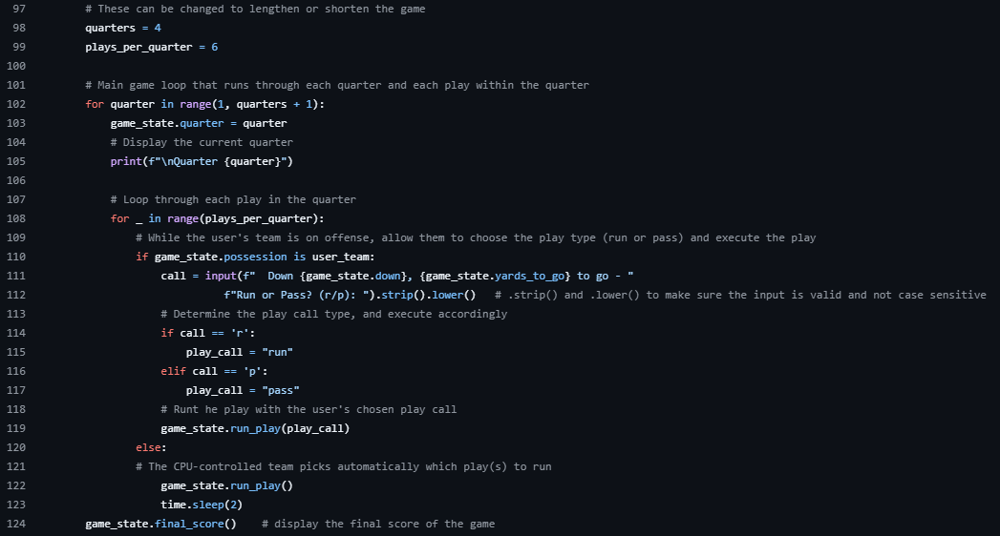 97 # These can be changed to lengthen or shorten the game
98 quarters = 4
99 plays_per_quarter = 6
100
101 # Main game loop that runs through each quarter and each play within the quarter
102 for quarter in range(1, quarters + 1):
103 game_state.quarter = quarter
104 # Display the current quarter
105 print(f"\nQuarter {quarter}")
106
107 # Loop through each play in the quarter
108 for _ in range(plays_per_quarter):
109 # While the user's team is on offense, allow them to choose the play type (run or pass) and execute the play
110 if game_state.possession is user_team:
111 call = input(f"  Down {game_state.down}, {game_state.yards_to_go} to go - "
112 f"Run or Pass? (r/p): ").strip().lower()   # .strip() and .lower() to make sure the input is valid and not case sensitive
113 # Determine the play call type, and execute accordingly
114 if call == 'r':
115 play_call = "run"
116 elif call == 'p':
117 play_call = "pass"
118 # Runt he play with the user's chosen play call
119 game_state.run_play(play_call)
120 else:
121 # The CPU-controlled team picks automatically which play(s) to run
122 game_state.run_play()
123 time.sleep(2)
124 game_state.final_score()    # display the final score of the game